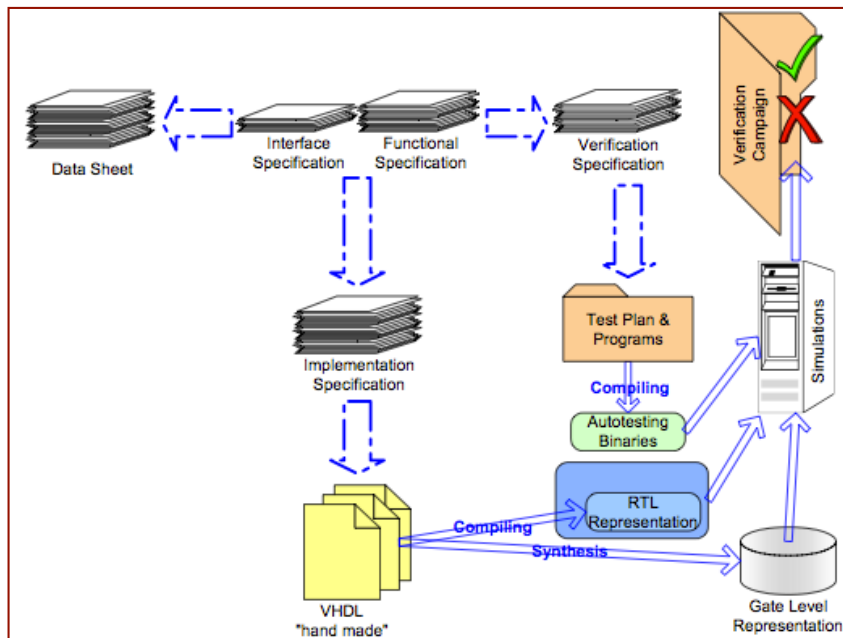 Verification
Campaign
Data Sheet
Interface
Specification
Functional
Specification
Verification
Specification
Implementation
Specification
Test Plan &
Programs
Compiling
Autotesting
Binaries
Simulations
RTL
Representation
Compiling
Synthesis
VHDL
"hand made"
Gate Level
Representation